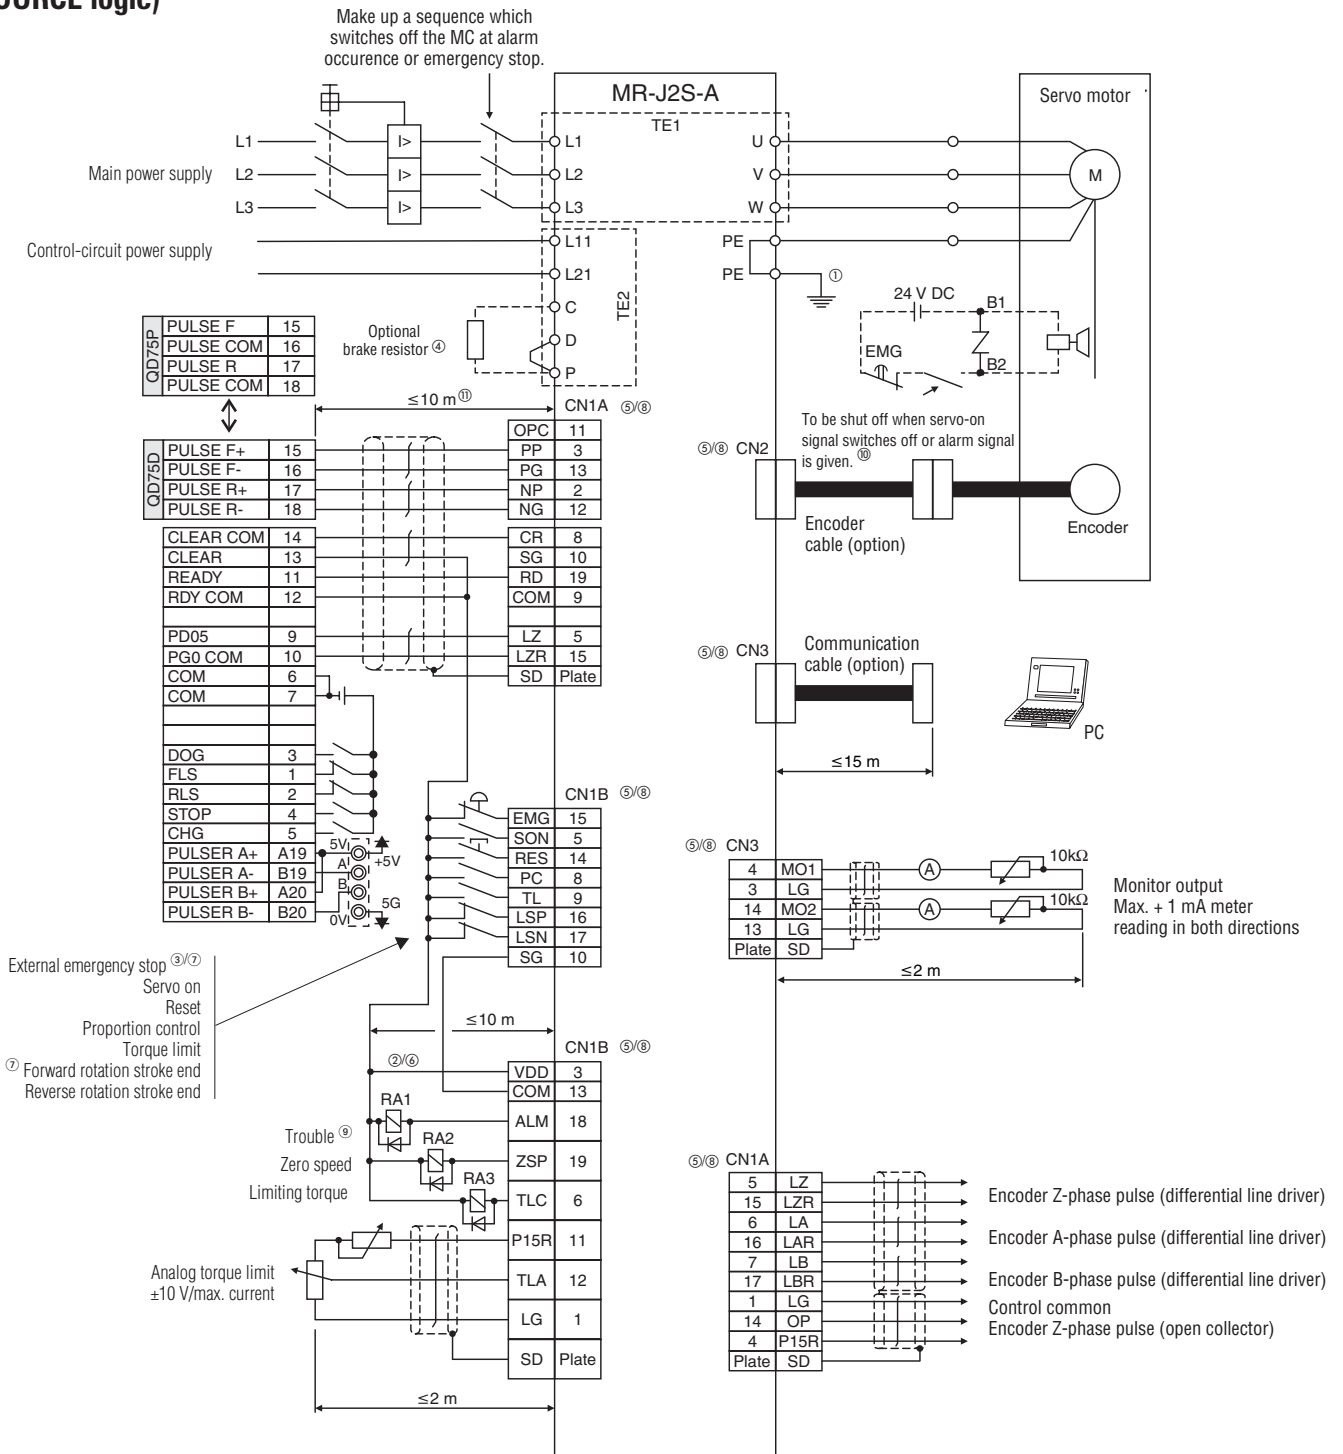 OURCE logic)
Make up a sequence which
switches off the MC at alarm
occurence or emergency stop.
MR-J2S-A
Servo motor
TE1
L1
I>
L1
U
Main power supply
L2
I>
L2
V
M
L3
I>
L3
W
Control-circuit power supply
L11
PE
L21
PE
①
TE2
C
D
P
Optional
brake resistor ④
24 V DC
B1
B2
EMG
To be shut off when servo-on
signal switches off or alarm signal
is given. ⑩
QD75P
PULSE F 15
PULSE COM 16
PULSE R 17
PULSE COM 18
≤10 m ⑪
CN1A ⑤/⑧
OPC 11
QD75D
PULSE F+ 15
PP 3
PULSE F- 16
PG 13
PULSE R+ 17
NP 2
PULSE R- 18
NG 12
CLEAR COM 14
CR 8
CLEAR 13
SG 10
READY 11
RD 19
RDY COM 12
COM 9
PD05 9
LZ 5
PG0 COM 10
LZR 15
COM 6
SD Plate
COM 7
DOG 3
FLS 1
RLS 2
STOP 4
CHG 5
PULSER A+ A19
PULSER A- B19
PULSER B+ A20
PULSER B- B20
5V
A
B
0V
+5V
5G
⑤/⑧ CN2
Encoder
cable (option)
Encoder
⑤/⑧ CN3
Communication
cable (option)
PC
≤15 m
CN1B ⑤/⑧
EMG 15
SON 5
RES 14
PC 8
TL 9
LSP 16
LSN 17
SG 10
External emergency stop ③/⑦
Servo on
Reset
Proportion control
Torque limit
⑦ Forward rotation stroke end
Reverse rotation stroke end
⑤/⑧ CN3
4 MO1
A
10kΩ
3 LG
14 MO2
A
10kΩ
13 LG
Plate SD
Monitor output
Max. + 1 mA meter
reading in both directions
≤2 m
≤10 m
CN1B ⑤/⑧
②/⑥
VDD 3
COM 13
RA1
ALM 18
Trouble ⑨
RA2
Zero speed
ZSP 19
RA3
Limiting torque
TLC 6
P15R 11
Analog torque limit
±10 V/max. current
TLA 12
LG 1
SD Plate
≤2 m
⑤/⑧ CN1A
5 LZ
15 LZR
6 LA
16 LAR
7 LB
17 LBR
1 LG
14 OP
4 P15R
Plate SD
Encoder Z-phase pulse (differential line driver)
Encoder A-phase pulse (differential line driver)
Encoder B-phase pulse (differential line driver)
Control common
Encoder Z-phase pulse (open collector)